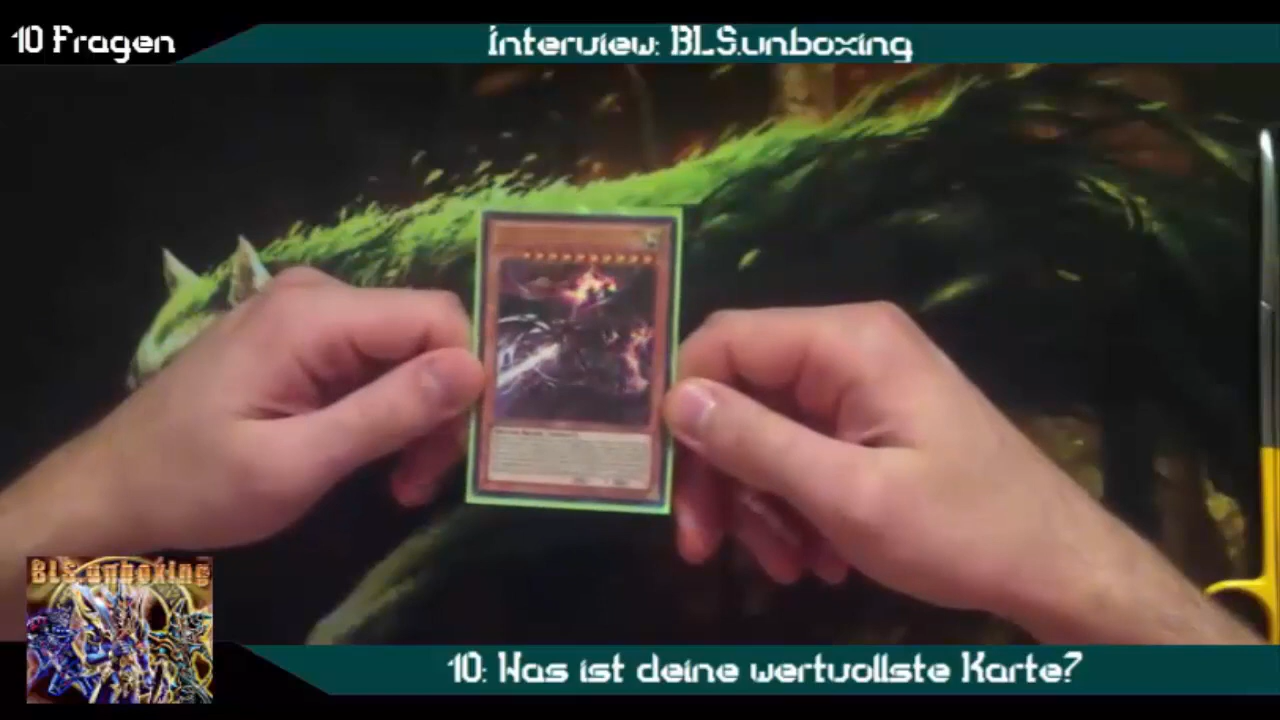 10 Fragen
Interview: BLS.unboxing
BLS.unboxing
10: Was ist deine wertvollste Karte?